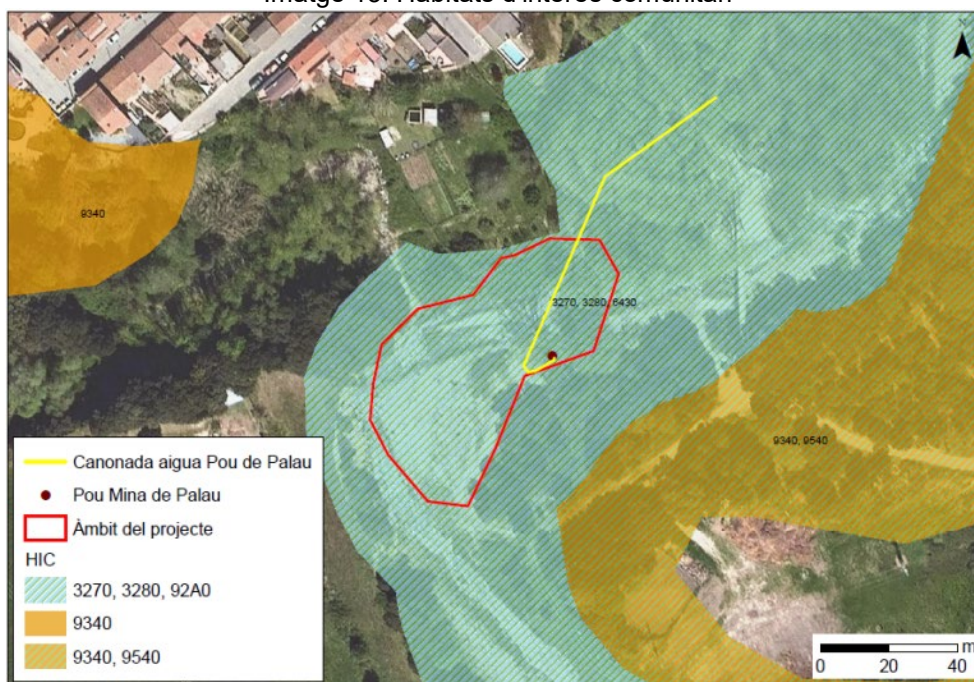 9340
3270, 3280, 6430
9340, 9540
Canonada aigua Pou de Palau
Pou Mina de Palau
Àmbit del projecte
HIC
3270, 3280, 92A0
9340
9340, 9540
m
0 20 40